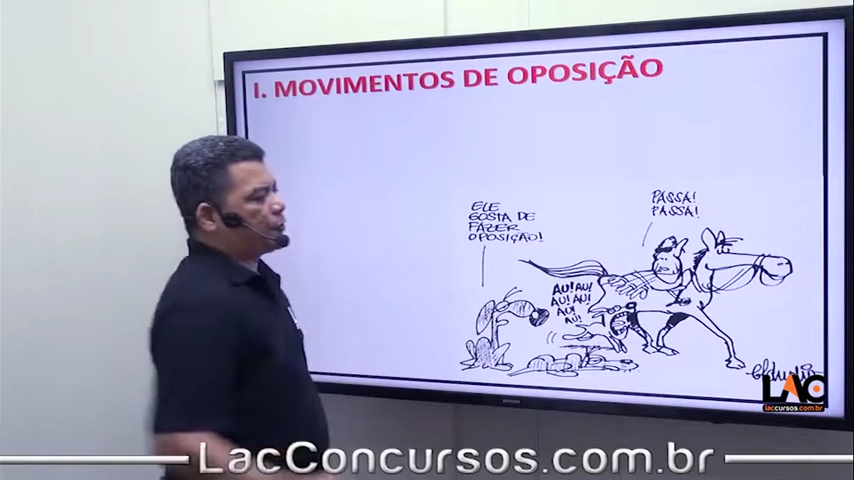 I. MOVIMENTOS DE OPOSIÇÃO
ELE
GOSTA DE
FAZER
OPOSIÇÃO!
PASSA!
PASSA!
AU! AU!
AU! AU!
AU!
AU!
LAC
laccursos.com.br
LacConcursos.com.br